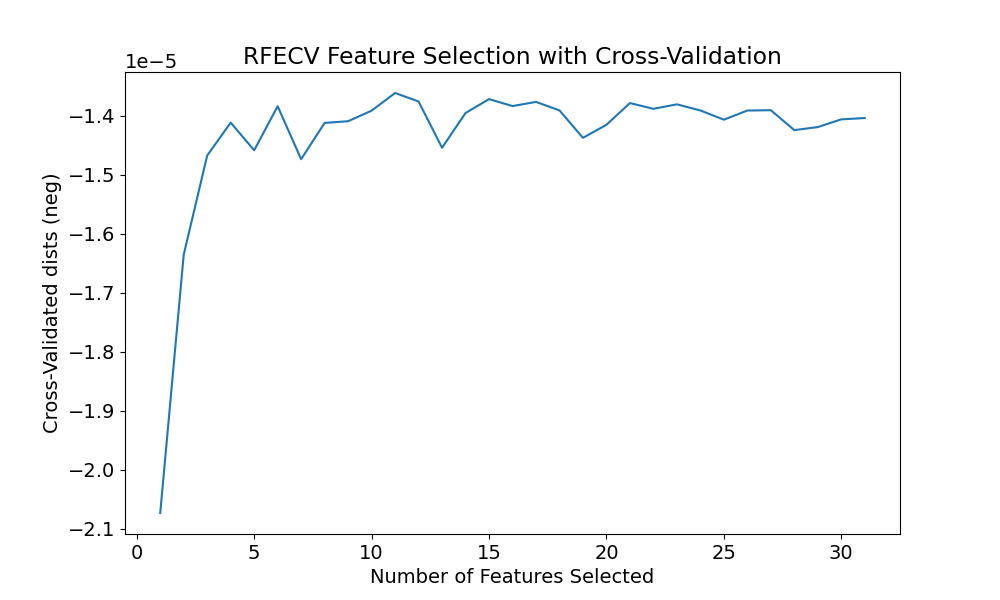 RFECV Feature Selection with Cross-Validation
1e−5
−1.4
−1.5
−1.6
−1.7
−1.8
−1.9
−2.0
−2.1
Cross-Validated dists (neg)
0 5 10 15 20 25 30
Number of Features Selected